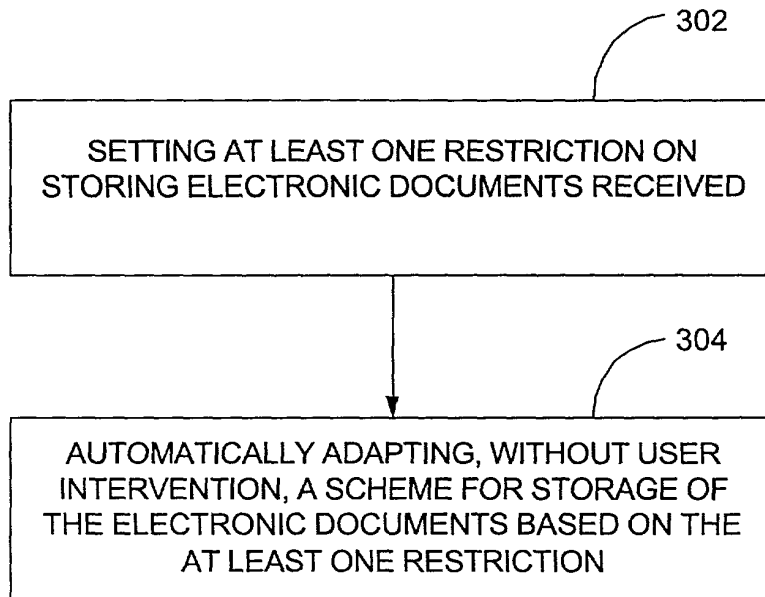 302
SETTING AT LEAST ONE RESTRICTION ON
STORING ELECTRONIC DOCUMENTS RECEIVED
304
AUTOMATICALLY ADAPTING, WITHOUT USER
INTERVENTION, A SCHEME FOR STORAGE OF
THE ELECTRONIC DOCUMENTS BASED ON THE
AT LEAST ONE RESTRICTION